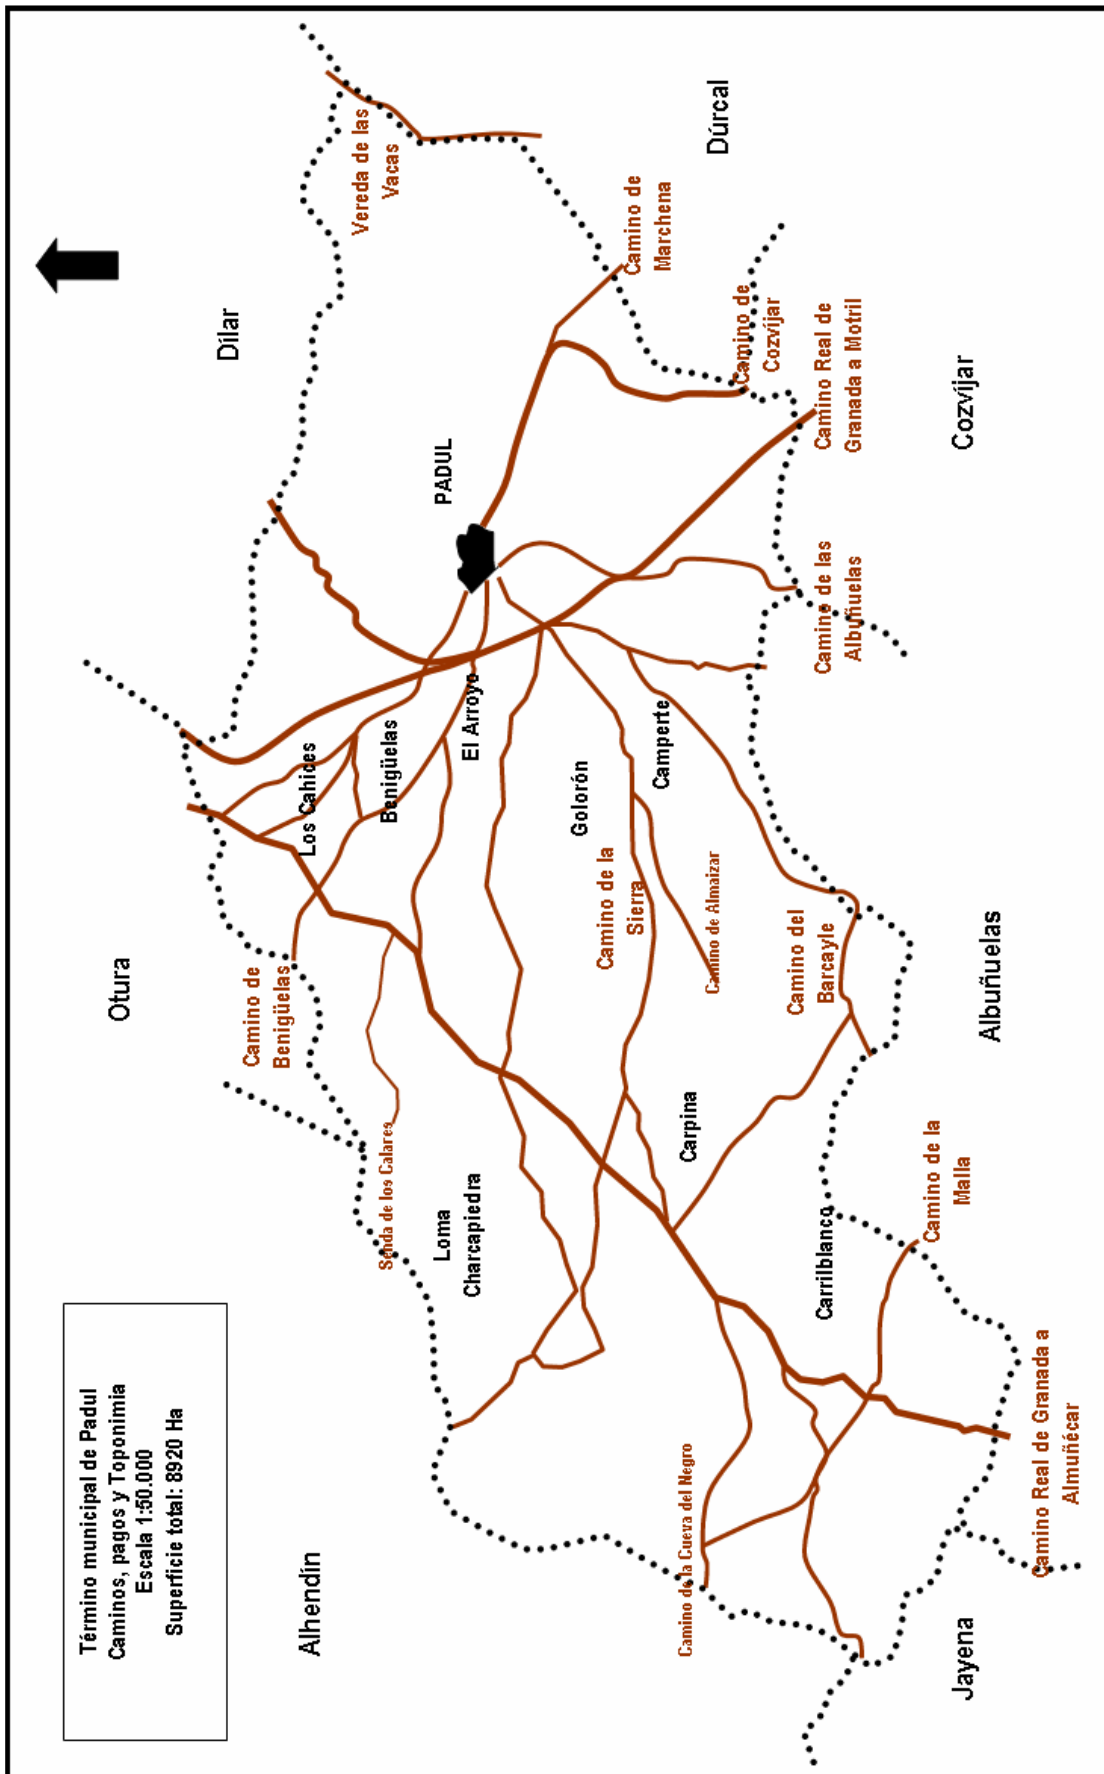 Término municipal de Padul
Caminos, pagos y Toponimia
Escala 1:50.000
Superficie total: 8920 Ha
Alhendín
Otura
Dílar
Dúrcal
Cozvíjar
Albuñuelas
Jayena
PADUL
Vereda de las
Vacas
Camino de
Marchena
Camino de
Cozvíjar
Camino Real de
Granada a Motril
Camino de las
Albuñuelas
Los Cahices
Benigüelas
El Arroyo
Golorón
Camperte
Camino de
Benigüelas
Senda de los Calares
Loma
Charcapiedra
Camino de la
Sierra
Camino de Almaizar
Camino del
Barcayle
Carpina
Carrilblanco
Camino de la
Malla
Camino de la Cueva del Negro
Camino Real de Granada a
Almuñécar